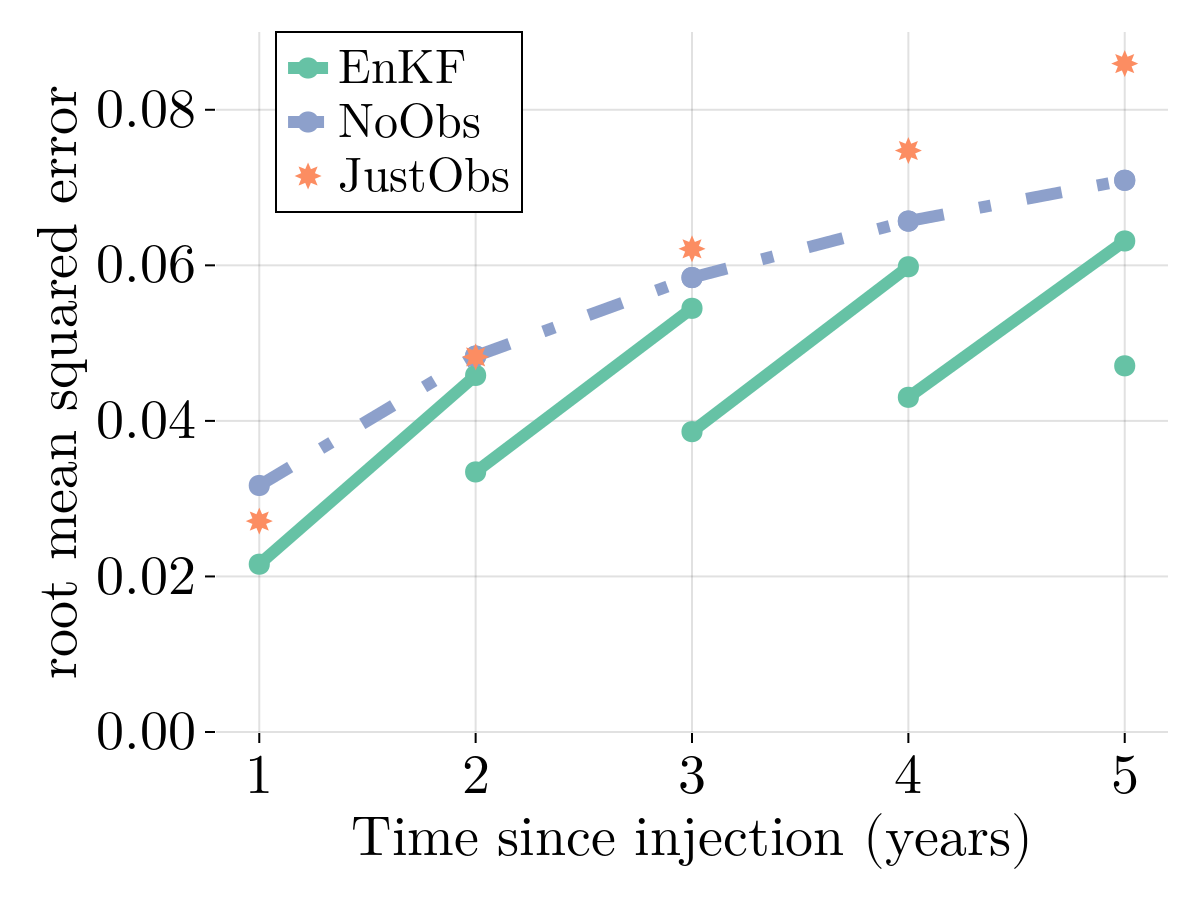 EnKF
NoObs
JustObs
root mean squared error
0.08
0.06
0.04
0.02
0.00
1 2 3 4 5
Time since injection (years)